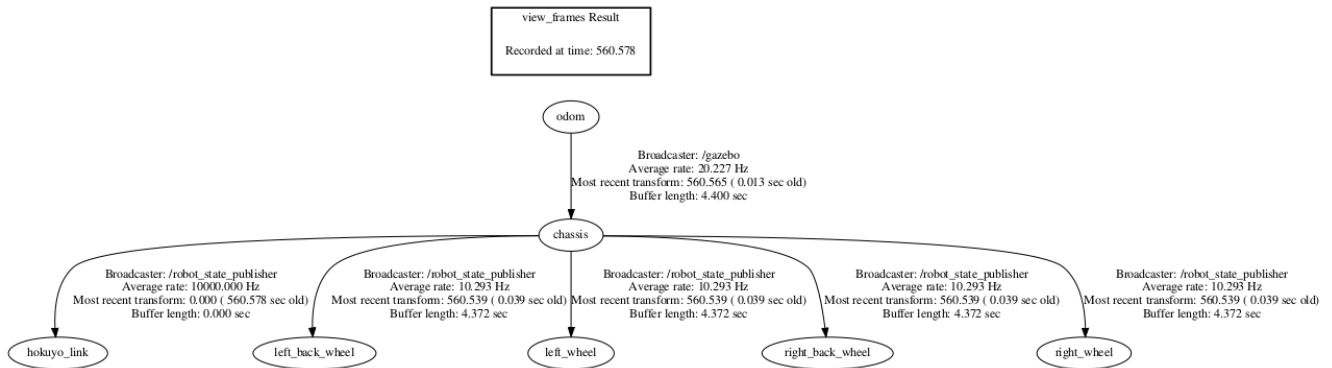 view_frames Result
Recorded at time: 560.578
odom
Broadcaster: /gazebo
Average rate: 20.227 Hz
Most recent transform: 560.565 ( 0.013 sec old)
Buffer length: 4.400 sec
chassis
Broadcaster: /robot_state_publisher
Average rate: 10000.000 Hz
Most recent transform: 0.000 ( 560.578 sec old)
Buffer length: 0.000 sec
Broadcaster: /robot_state_publisher
Average rate: 10.293 Hz
Most recent transform: 560.539 ( 0.039 sec old)
Buffer length: 4.372 sec
Broadcaster: /robot_state_publisher
Average rate: 10.293 Hz
Most recent transform: 560.539 ( 0.039 sec old)
Buffer length: 4.372 sec
Broadcaster: /robot_state_publisher
Average rate: 10.293 Hz
Most recent transform: 560.539 ( 0.039 sec old)
Buffer length: 4.372 sec
Broadcaster: /robot_state_publisher
Average rate: 10.293 Hz
Most recent transform: 560.539 ( 0.039 sec old)
Buffer length: 4.372 sec
hokuyo_link
left_back_wheel
left_wheel
right_back_wheel
right_wheel